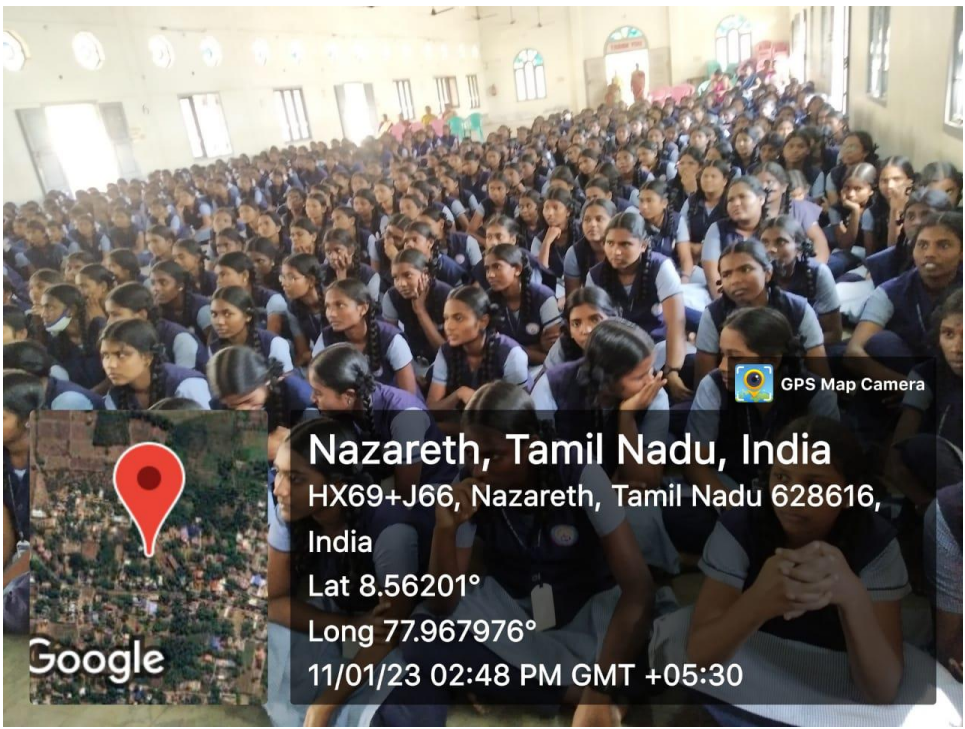 GPS Map Camera
Nazareth, Tamil Nadu, India
HX69+J66, Nazareth, Tamil Nadu 628616,
India
Lat 8.56201°
Long 77.967976°
11/01/23 02:48 PM GMT +05:30
Google